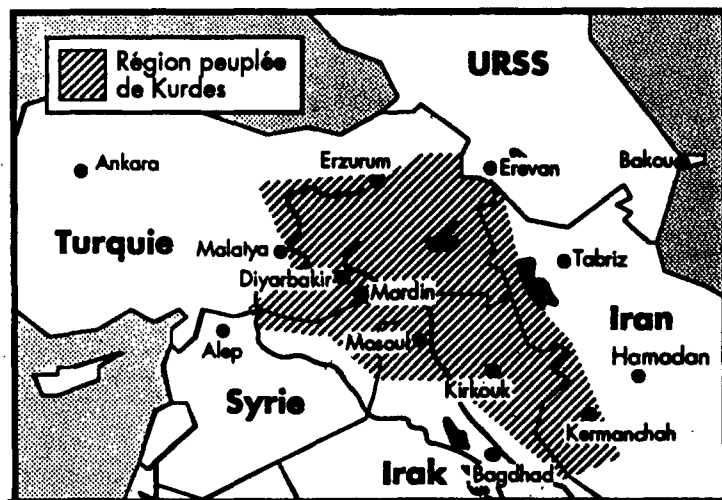 Région peuplée
de Kurdes
URSS
Ankara
Erzurum
Erevan
Bakou
Turquie
Malatya
Diyarbakir
Mardin
Tabriz
Iran
Alep
Mossoul
Hamadan
Kirkouk
Syrie
Kermanchah
Irak
Bagdhad